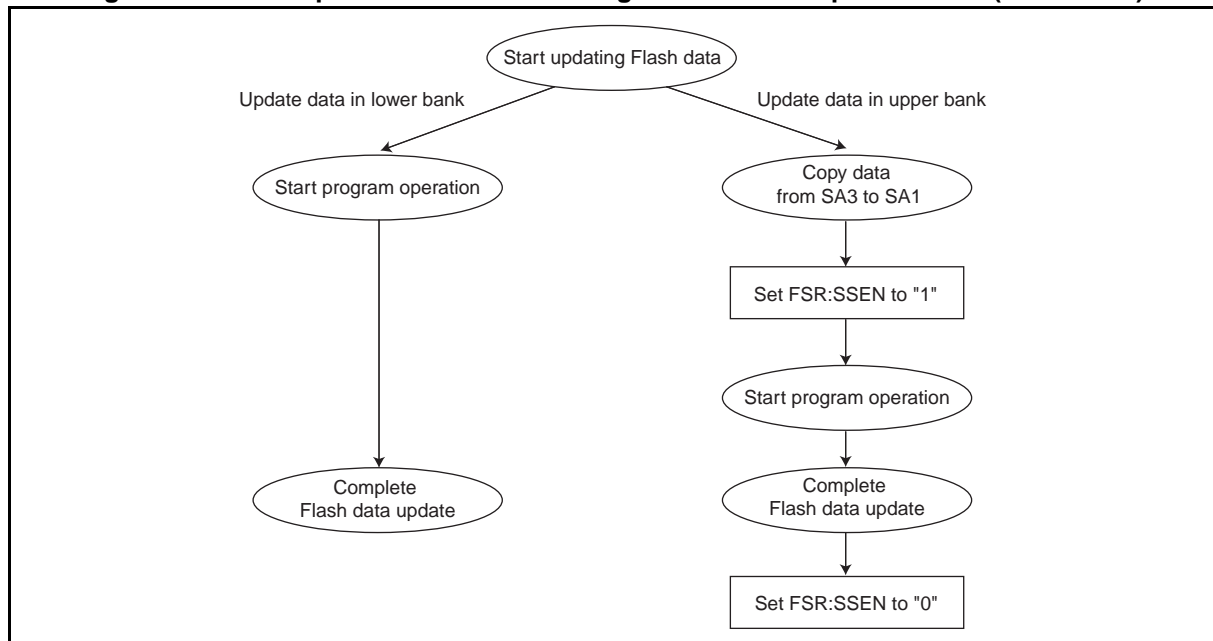 Start updating Flash data
Update data in lower bank
Update data in upper bank
Start program operation
Copy data
from SA3 to SA1
Set FSR:SSEN to "1"
Start program operation
Complete
Flash data update
Complete
Flash data update
Set FSR:SSEN to "0"